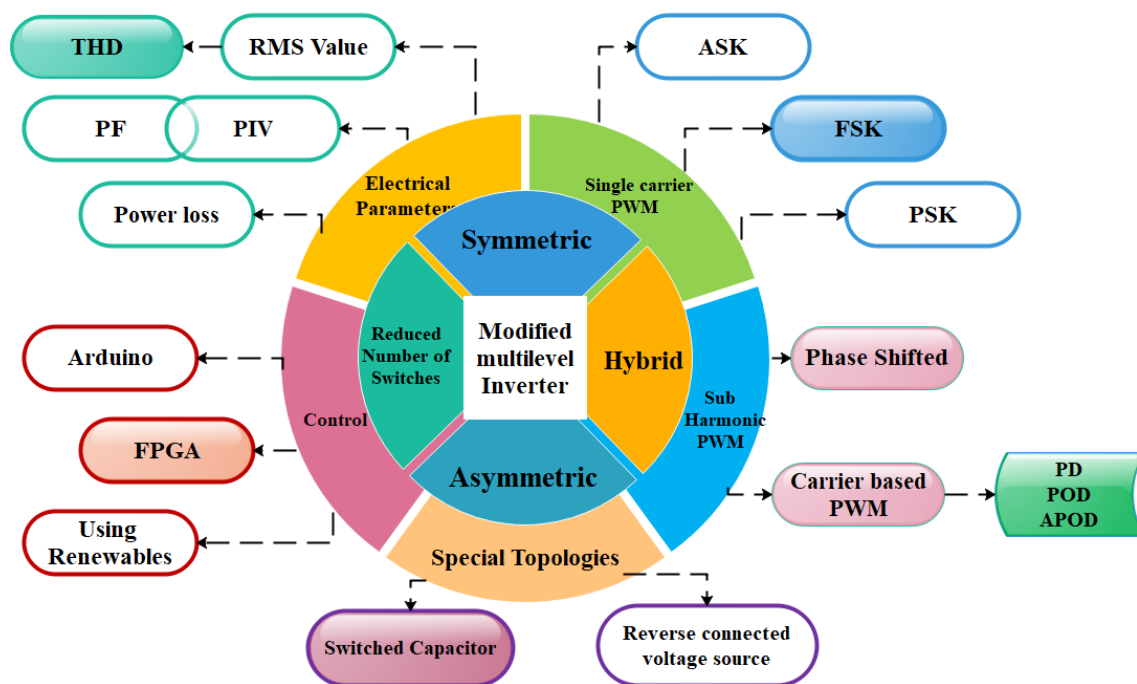 THD
RMS Value
ASK
PF
PIV
FSK
Electrical
Parameters
Single carrier
PWM
Power loss
PSK
Symmetric
Arduino
Reduced
Number of
Switches
Modified
multilevel
Inverter
Hybrid
Phase Shifted
Control
Sub
Harmonic
PWM
FPGA
Asymmetric
Carrier based
PWM
PD
POD
APOD
Using
Renewables
Special Topologies
Switched Capacitor
Reverse connected
voltage source